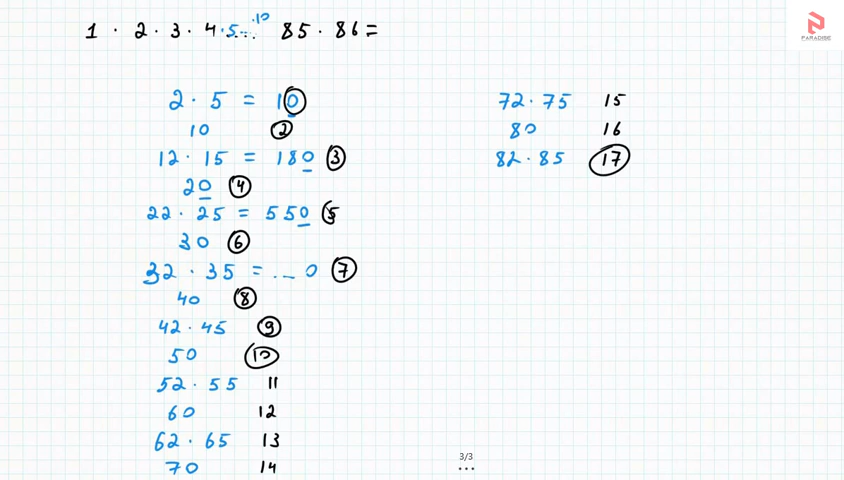 1 · 2 · 3 · 4 · 5 ... ·10 ... 85 · 86 =
PARADISE
2 · 5 = 10
10 2
12 · 15 = 180 3
20 4
22 · 25 = 550 5
30 6
32 · 35 = ... 0 7
40 8
42 · 45 9
50 10
52 · 55 11
60 12
62 · 65 13
70 14
72 · 75 15
80 16
82 · 85 17
3/3
...